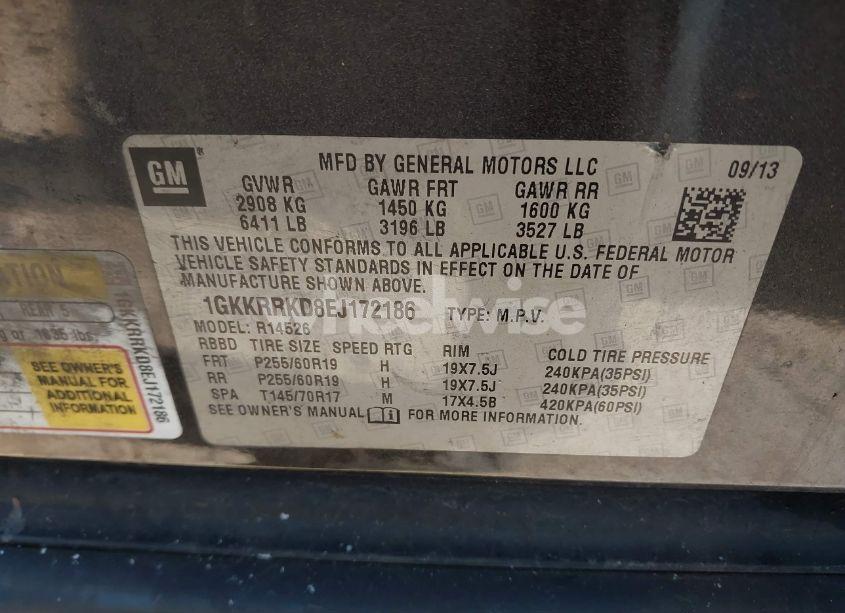 GM
MFD BY GENERAL MOTORS LLC
09/13
GVWR GAWR FRT GAWR RR
2908 KG 1450 KG 1600 KG
6411 LB 3196 LB 3527 LB
THIS VEHICLE CONFORMS TO ALL APPLICABLE U.S. FEDERAL MOTOR
VEHICLE SAFETY STANDARDS IN EFFECT ON THE DATE OF
MANUFACTURE SHOWN ABOVE.
1GKKRRKD8EJ172186 TYPE: M.P.V.
MODEL: R14526
RBBD TIRE SIZE SPEED RTG RIM COLD TIRE PRESSURE
FRT P255/60R19 H 19X7.5J 240KPA(35PSI)
RR P255/60R19 H 19X7.5J 240KPA(35PSI)
SPA T145/70R17 M 17X4.5B 420KPA(60PSI)
SEE OWNER'S MANUAL FOR MORE INFORMATION.
REAR 5
lbs.
SEE OWNER'S
MANUAL FOR
ADDITIONAL
INFORMATION
1GKKRRKD8EJ172186